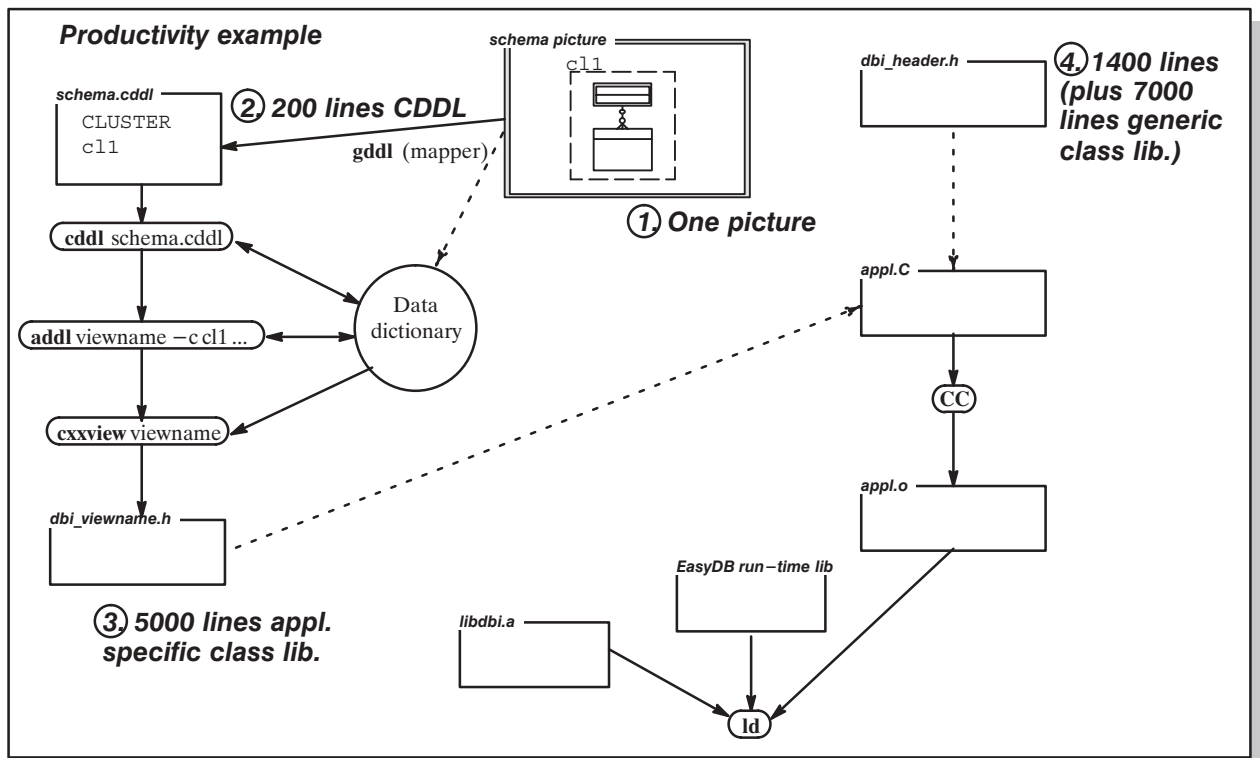 Productivity example
schema picture
cl1
dbi_header.h
4. 1400 lines
(plus 7000
lines generic
class lib.)
schema.cddl
CLUSTER
cl1
2. 200 lines CDDL
gddl (mapper)
1. One picture
cddl schema.cddl
Data
dictionary
appl.C
addl viewname −c cl1 ...
CC
cxxview viewname
appl.o
dbi_viewname.h
EasyDB run−time lib
3. 5000 lines appl.
specific class lib.
libdbi.a
ld